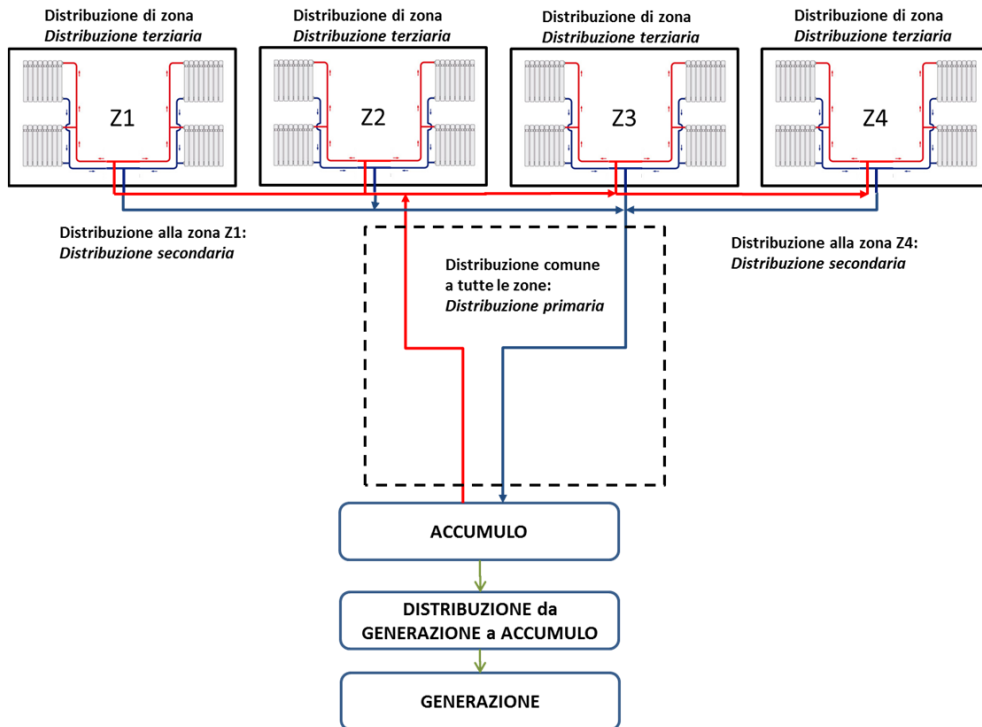 Distribuzione di zona
Distribuzione terziaria
Distribuzione di zona
Distribuzione terziaria
Distribuzione di zona
Distribuzione terziaria
Distribuzione di zona
Distribuzione terziaria
Z1
Z2
Z3
Z4
Distribuzione alla zona Z1:
Distribuzione secondaria
Distribuzione comune
a tutte le zone:
Distribuzione primaria
Distribuzione alla zona Z4:
Distribuzione secondaria
ACCUMULO
DISTRIBUZIONE da
GENERAZIONE a ACCUMULO
GENERAZIONE